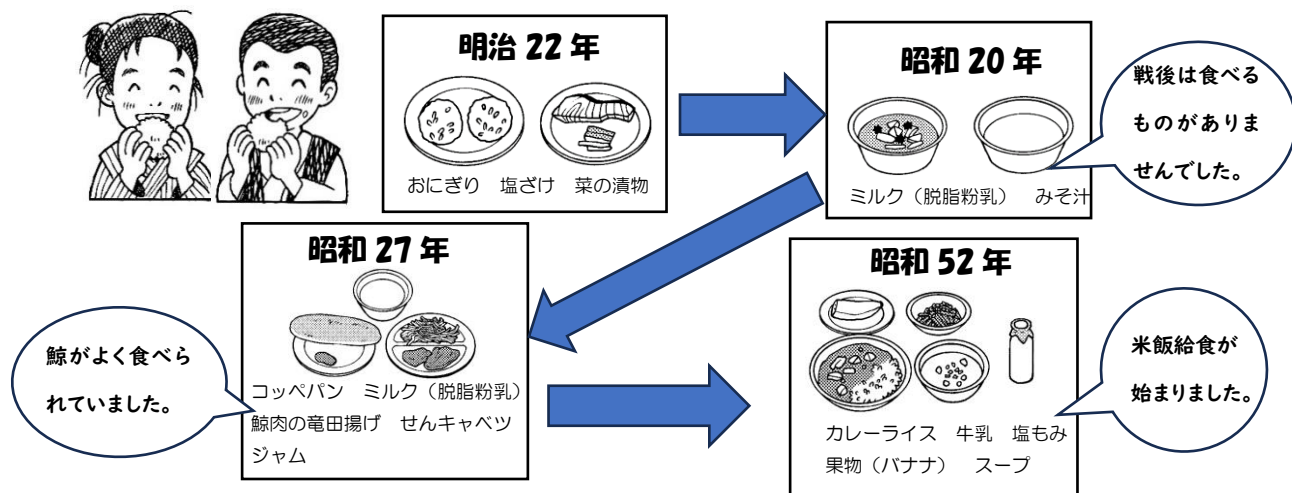 明治 22 年
おにぎり 塩ざけ 菜の漬物
昭和 20 年
ミルク(脱脂粉乳) みそ汁
戦後は食べる
ものがありま
せんでした。
昭和 27 年
コッペパン ミルク(脱脂粉乳)
鯨肉の竜田揚げ せんキャベツ
ジャム
鯨がよく食べら
れていました。
昭和 52 年
カレーライス 牛乳 塩もみ
果物(バナナ) スープ
米飯給食が
始まりました。